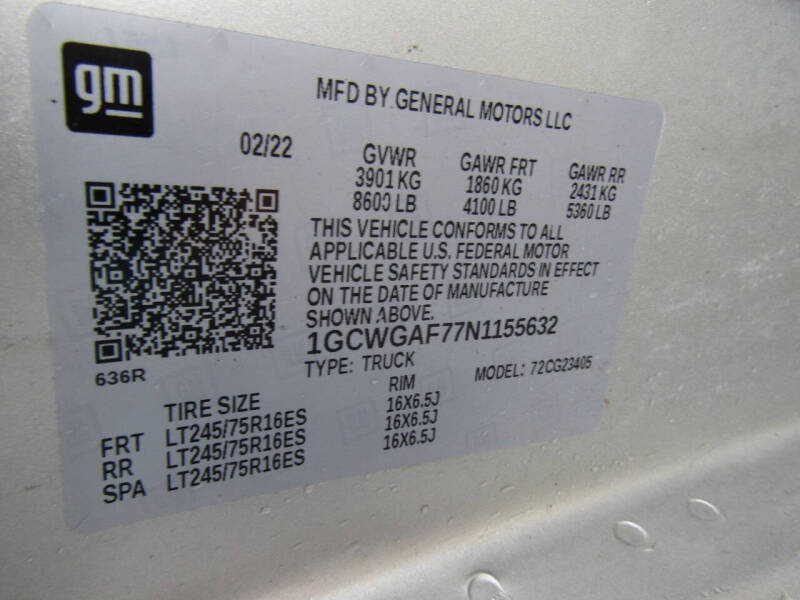 gm
MFD BY GENERAL MOTORS LLC
02/22
GVWR GAWR FRT GAWR RR
3901 KG 1860 KG 2431 KG
8600 LB 4100 LB 5360 LB
THIS VEHICLE CONFORMS TO ALL
APPLICABLE U.S. FEDERAL MOTOR
VEHICLE SAFETY STANDARDS IN EFFECT
ON THE DATE OF MANUFACTURE
SHOWN ABOVE.
1GCWGAF77N1155632
TYPE: TRUCK MODEL: 72CG23405
636R
TIRE SIZE RIM
FRT LT245/75R16ES 16X6.5J
RR LT245/75R16ES 16X6.5J
SPA LT245/75R16ES 16X6.5J